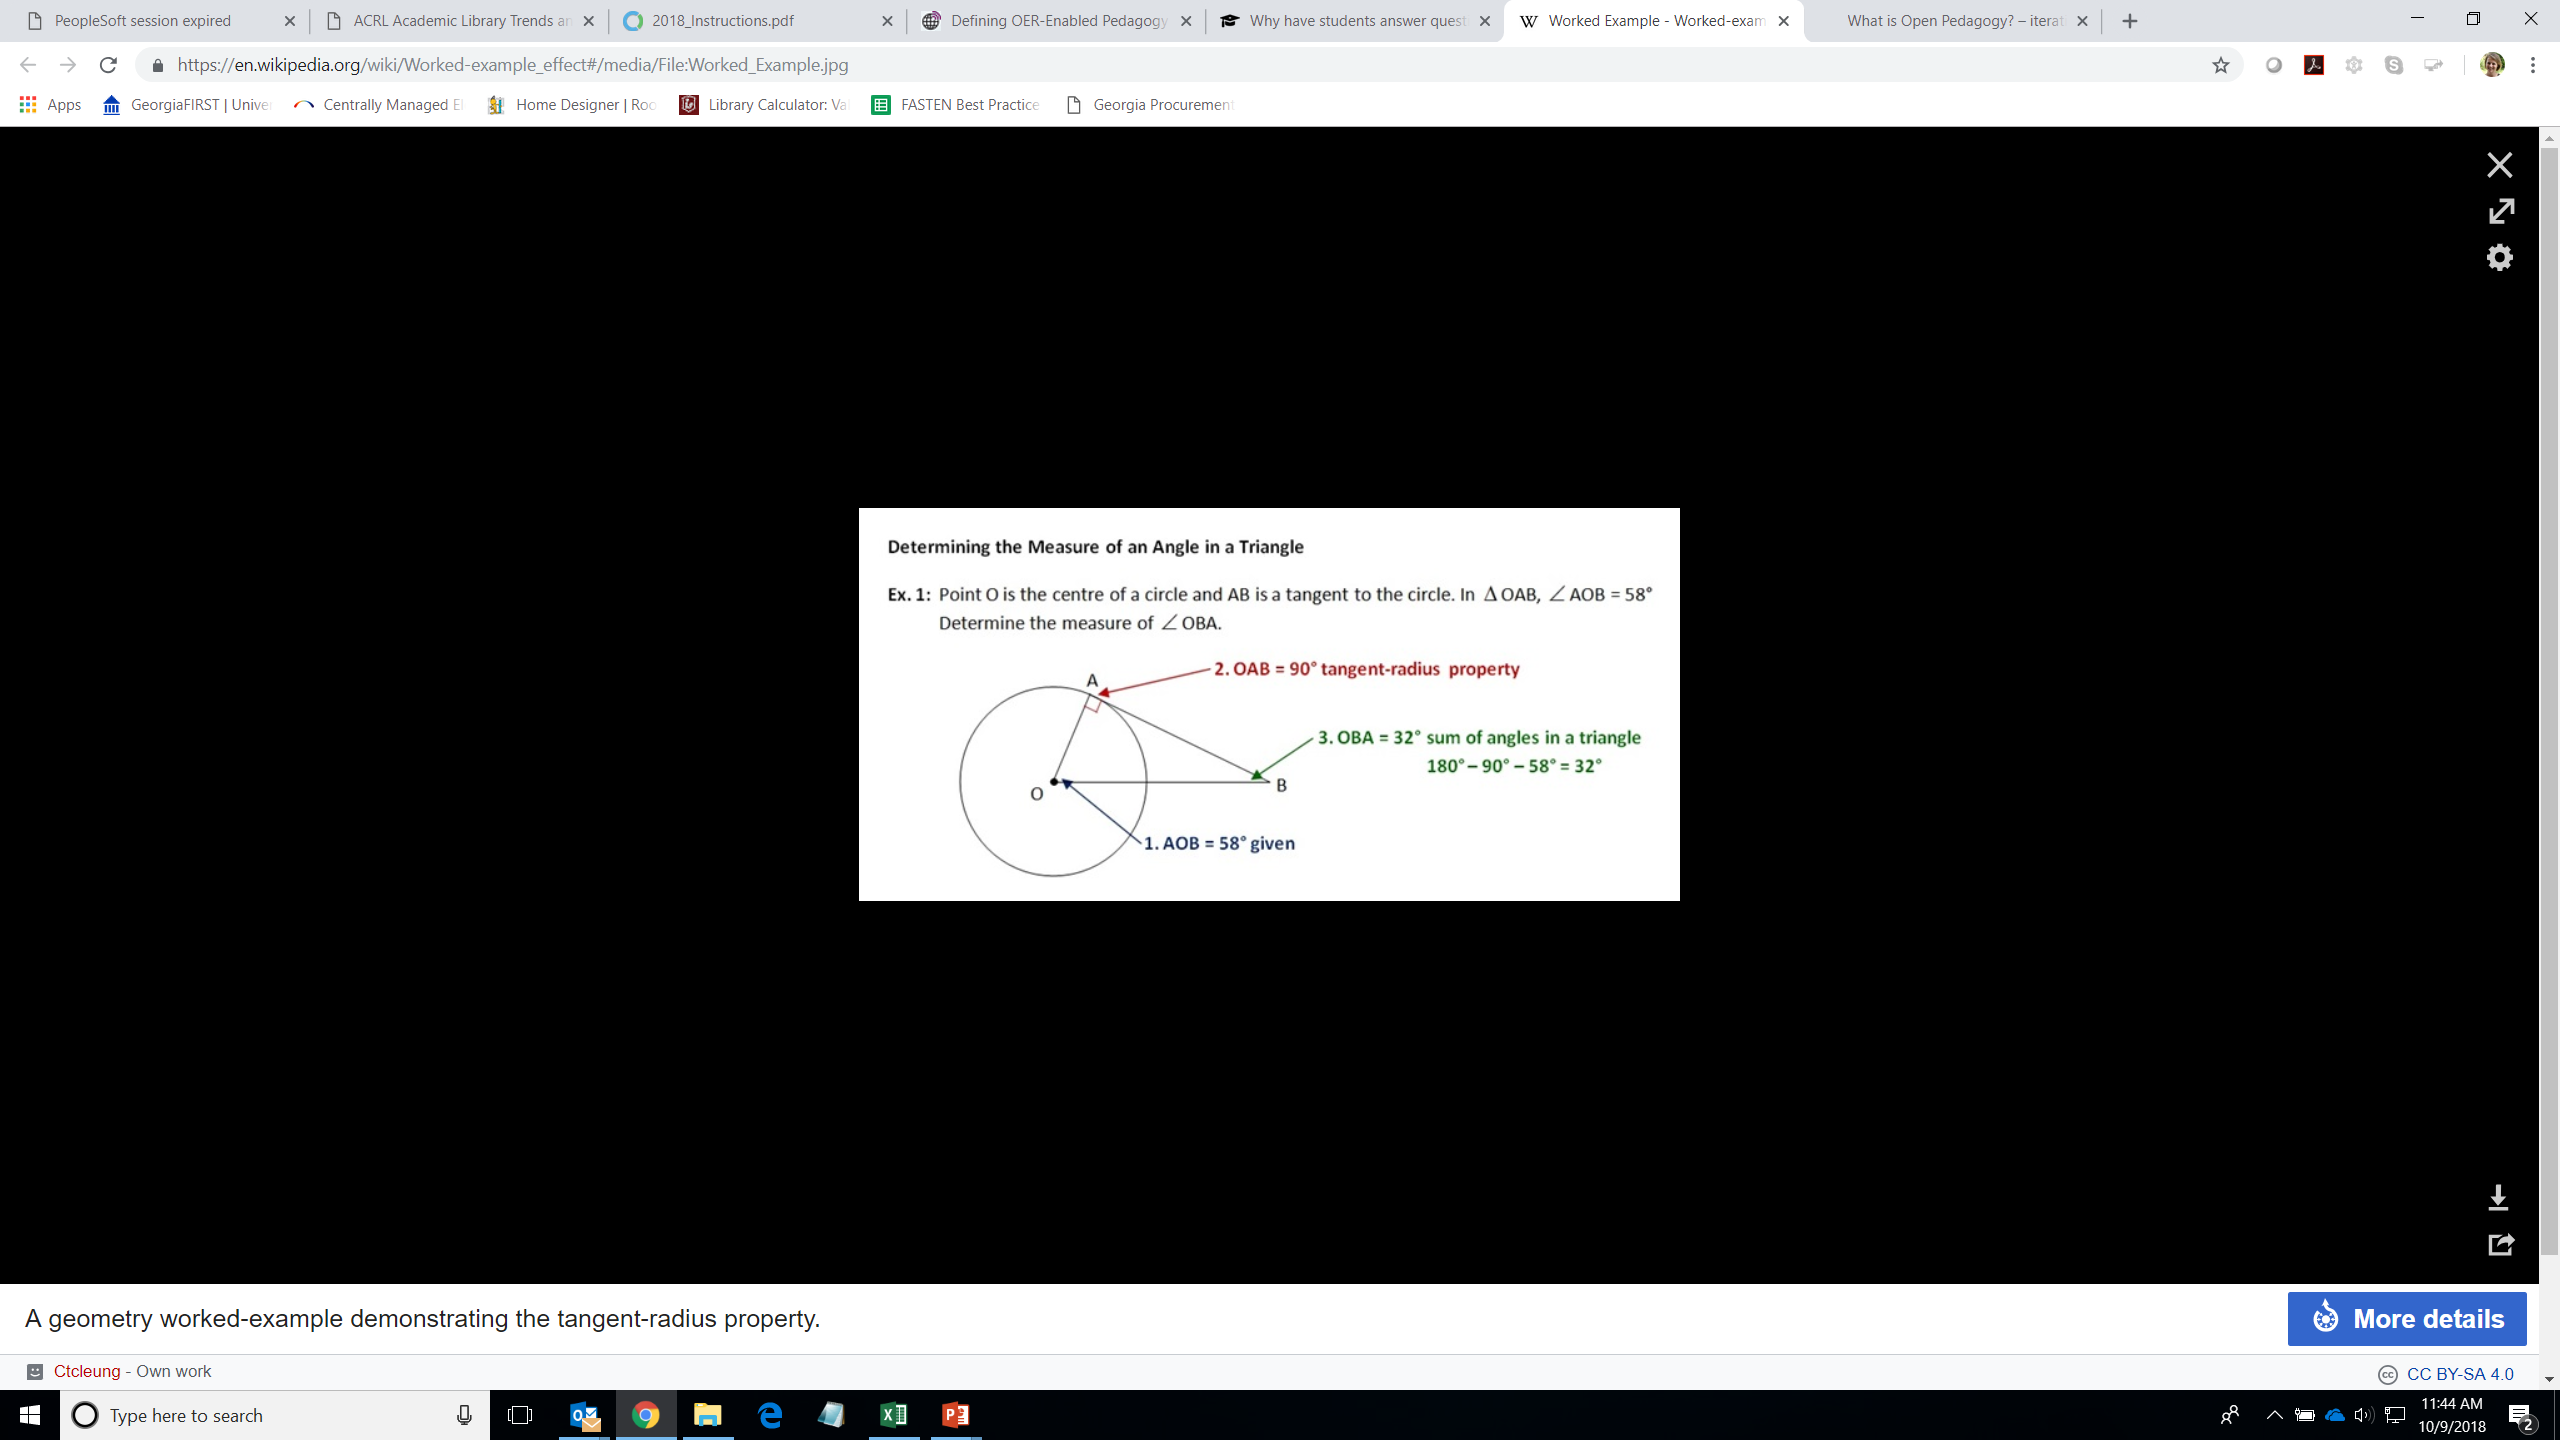 PeopleSoft session expired
ACRL Academic Library Trends an
2018_Instructions.pdf
Defining OER-Enabled Pedagogy
Why have students answer quest
W Worked Example - Worked-exam
What is Open Pedagogy? – iterat
https://en.wikipedia.org/wiki/Worked-example_effect#/media/File:Worked_Example.jpg
Apps
GeorgiaFIRST | Unive
Centrally Managed El
Home Designer | Roo
Library Calculator: Va
FASTEN Best Practice
Georgia Procurement
Determining the Measure of an Angle in a Triangle
Ex. 1: Point O is the centre of a circle and AB is a tangent to the circle. In Δ OAB, ∠ AOB = 58°
Determine the measure of ∠ OBA.
2. OAB = 90° tangent-radius property
A
3. OBA = 32° sum of angles in a triangle
180° – 90° – 58° = 32°
B
O
1. AOB = 58° given
A geometry worked-example demonstrating the tangent-radius property.
More details
Ctcleung - Own work
CC BY-SA 4.0
Type here to search
11:44 AM
10/9/2018
2